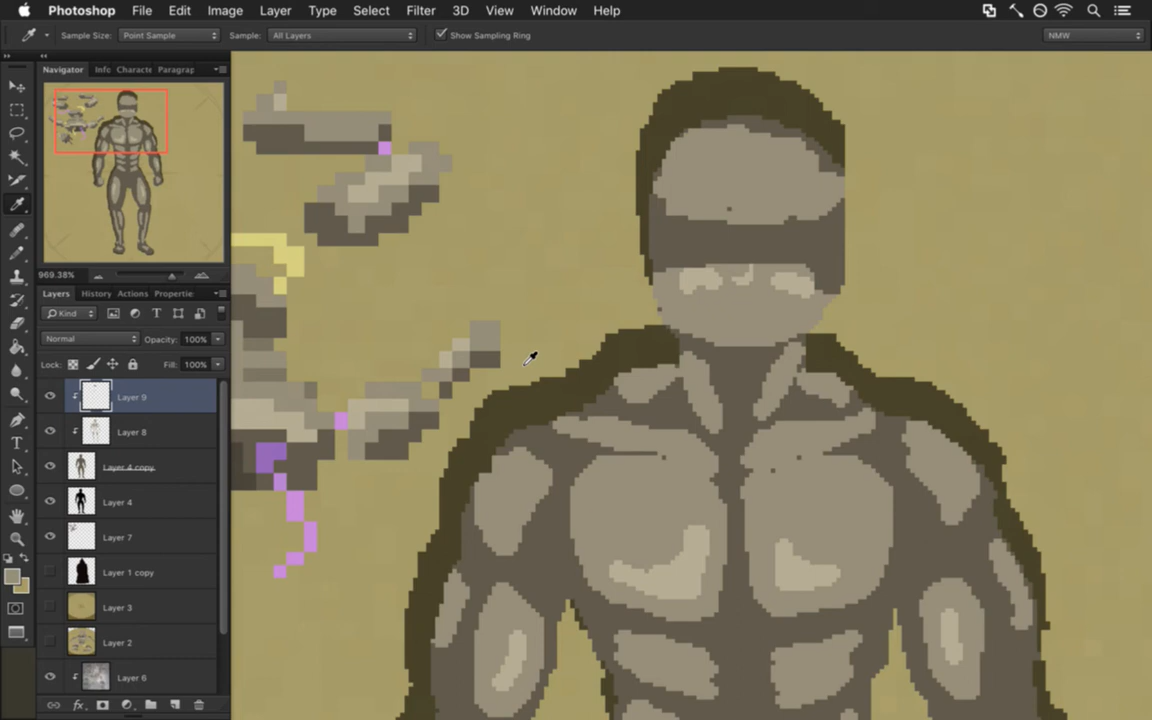 Photoshop File Edit Image Layer Type Select Filter 3D View Window Help
Sample Size: Point Sample Sample: All Layers Show Sampling Ring NMW
Navigator Info Characte Paragrap
969.38%
Layers History Actions Propertie
Kind
Normal Opacity: 100%
Lock: Fill: 100%
Layer 9
Layer 8
Layer 4 copy
Layer 4
Layer 7
Layer 1 copy
Layer 3
Layer 2
Layer 6
fx